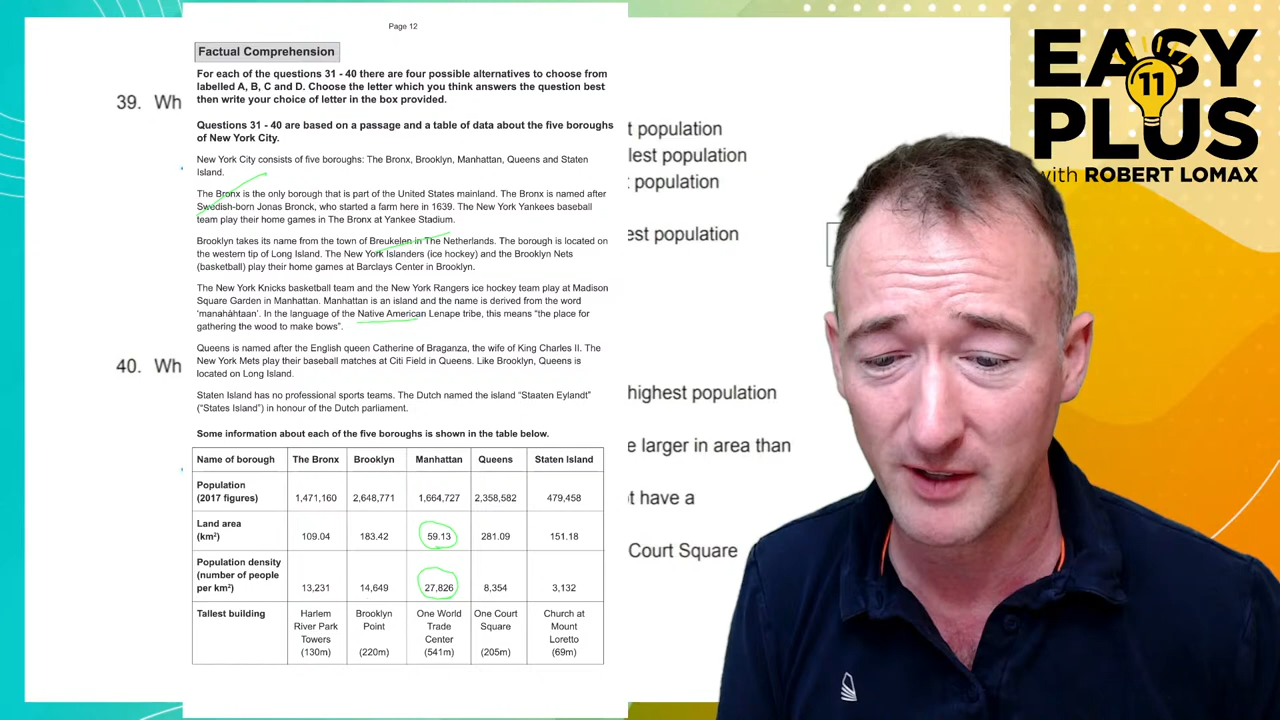 Page 12
Factual Comprehension
For each of the questions 31 - 40 there are four possible alternatives to choose from
labelled A, B, C and D. Choose the letter which you think answers the question best
then write your choice of letter in the box provided.
Questions 31 - 40 are based on a passage and a table of data about the five boroughs
of New York City.
New York City consists of five boroughs: The Bronx, Brooklyn, Manhattan, Queens and Staten
Island.
The Bronx is the only borough that is part of the United States mainland. The Bronx is named after
Swedish-born Jonas Bronck, who started a farm here in 1639. The New York Yankees baseball
team play their home games in The Bronx at Yankee Stadium.
Brooklyn takes its name from the town of Breukelen in The Netherlands. The borough is located on
the western tip of Long Island. The New York Islanders (ice hockey) and the Brooklyn Nets
(basketball) play their home games at Barclays Center in Brooklyn.
The New York Knicks basketball team and the New York Rangers ice hockey team play at Madison
Square Garden in Manhattan. Manhattan is an island and the name is derived from the word
‘manahàhtaan’. In the language of the Native American Lenape tribe, this means “the place for
gathering the wood to make bows”.
Queens is named after the English queen Catherine of Braganza, the wife of King Charles II. The
New York Mets play their baseball matches at Citi Field in Queens. Like Brooklyn, Queens is
located on Long Island.
Staten Island has no professional sports teams. The Dutch named the island “Staaten Eylandt”
(“States Island”) in honour of the Dutch parliament.
Some information about each of the five boroughs is shown in the table below.
Name of borough The Bronx Brooklyn Manhattan Queens Staten Island
Population
(2017 figures) 1,471,160 2,648,771 1,664,727 2,358,582 479,458
Land area
(km²) 109.04 183.42 59.13 281.09 151.18
Population density
(number of people
per km²) 13,231 14,649 27,826 8,354 3,132
Tallest building Harlem Brooklyn One World One Court Church at
River Park Point Trade Square Mount
Towers Center Loretto
(130m) (220m) (541m) (205m) (69m)
39. Wh
t population
lest population
t population
est population
40. Wh
highest population
e larger in area than
t have a
Court Square
EASY
11
PLUS
with ROBERT LOMAX